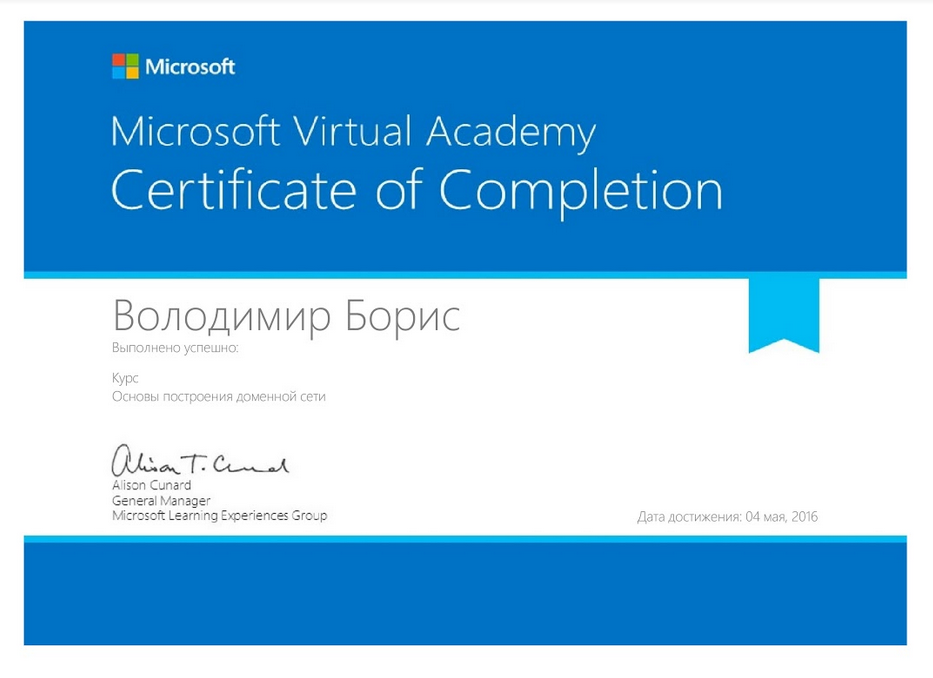 Microsoft
Microsoft Virtual Academy
Certificate of Completion
Володимир Борис
Выполнено успешно:
Курс
Основы построения доменной сети
Alison T. Cunard
Alison Cunard
General Manager
Microsoft Learning Experiences Group
Дата достижения: 04 мая, 2016